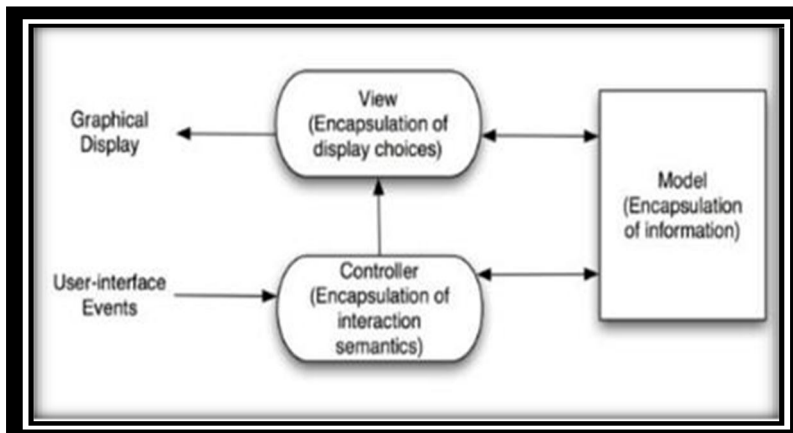 Graphical
Display
View
(Encapsulation of
display choices)
Model
(Encapsulation
of information)
User-interface
Events
Controller
(Encapsulation of
interaction
semantics)